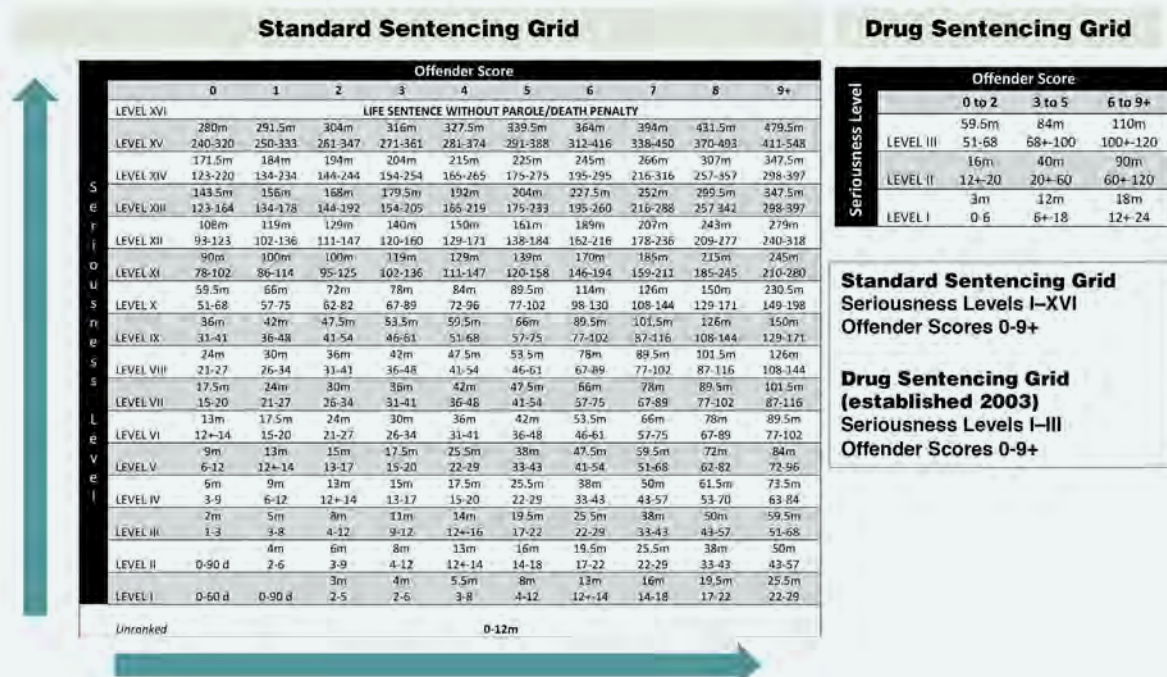 Standard Sentencing Grid
Offender Score
0 1 2 3 4 5 6 7 8 9+
LEVEL XVI LIFE SENTENCE WITHOUT PAROLE/DEATH PENALTY
280m 291.5m 304m 316m 327.5m 339.5m 364m 394m 431.5m 479.5m
LEVEL XV 240-320 250-333 261-347 271-361 281-374 291-388 312-416 338-450 370-493 411-548
171.5m 184m 194m 204m 215m 225m 245m 266m 307m 347.5m
LEVEL XIV 123-220 134-234 144-244 154-254 165-265 175-275 195-295 216-316 257-357 298-397
143.5m 156m 168m 179.5m 192m 204m 227.5m 252m 299.5m 347.5m
LEVEL XIII 123-164 134-178 144-192 154-205 165-219 175-233 195-260 216-288 257-342 298-397
108m 119m 129m 140m 150m 161m 189m 207m 243m 279m
LEVEL XII 93-123 102-136 111-147 120-160 129-171 138-184 162-216 178-236 209-277 240-318
90m 100m 100m 119m 129m 139m 170m 185m 215m 245m
LEVEL XI 78-102 86-114 95-125 102-136 111-147 120-158 146-194 159-211 185-245 210-280
59.5m 66m 72m 78m 84m 89.5m 114m 126m 150m 230.5m
LEVEL X 51-68 57-75 62-82 67-89 72-96 77-102 98-130 108-144 129-171 149-198
36m 42m 47.5m 53.5m 59.5m 66m 89.5m 101.5m 126m 150m
LEVEL IX 31-41 36-48 41-54 46-61 51-68 57-75 77-102 87-116 108-144 129-171
24m 30m 36m 42m 47.5m 53.5m 78m 89.5m 101.5m 126m
LEVEL VIII 21-27 26-34 31-41 36-48 41-54 46-61 67-89 77-102 87-116 108-144
17.5m 24m 30m 36m 42m 47.5m 66m 78m 89.5m 101.5m
LEVEL VII 15-20 21-27 26-34 31-41 36-48 41-54 57-75 67-89 77-102 87-116
13m 17.5m 24m 30m 36m 42m 53.5m 66m 78m 89.5m
LEVEL VI 12+-14 15-20 21-27 26-34 31-41 36-48 46-61 57-75 67-89 77-102
9m 13m 15m 17.5m 25.5m 38m 47.5m 59.5m 72m 84m
LEVEL V 6-12 12+-14 13-17 15-20 22-29 33-43 41-54 51-68 62-82 72-96
6m 9m 13m 15m 17.5m 25.5m 38m 50m 61.5m 73.5m
LEVEL IV 3-9 6-12 12+-14 13-17 15-20 22-29 33-43 43-57 53-70 63-84
2m 5m 8m 11m 14m 19.5m 25.5m 38m 50m 59.5m
LEVEL III 1-3 3-8 4-12 9-12 12+-16 17-22 22-29 33-43 43-57 51-68
4m 6m 8m 13m 16m 19.5m 25.5m 38m 50m
LEVEL II 0-90 d 2-6 3-9 4-12 12+-14 14-18 17-22 22-29 33-43 43-57
3m 4m 5.5m 8m 13m 16m 19.5m 25.5m
LEVEL I 0-60 d 0-90 d 2-5 2-6 3-8 4-12 12+-14 14-18 17-22 22-29
Unranked 0-12m
Seriousness Level
Drug Sentencing Grid
Seriousness Level
Offender Score
0 to 2 3 to 5 6 to 9+
59.5m 84m 110m
LEVEL III 51-68 68+-100 100+-120
16m 40m 90m
LEVEL II 12+-20 20+-60 60+-120
3m 12m 18m
LEVEL I 0-6 6+-18 12+-24
Standard Sentencing Grid
Seriousness Levels I–XVI
Offender Scores 0-9+
Drug Sentencing Grid
(established 2003)
Seriousness Levels I–III
Offender Scores 0-9+